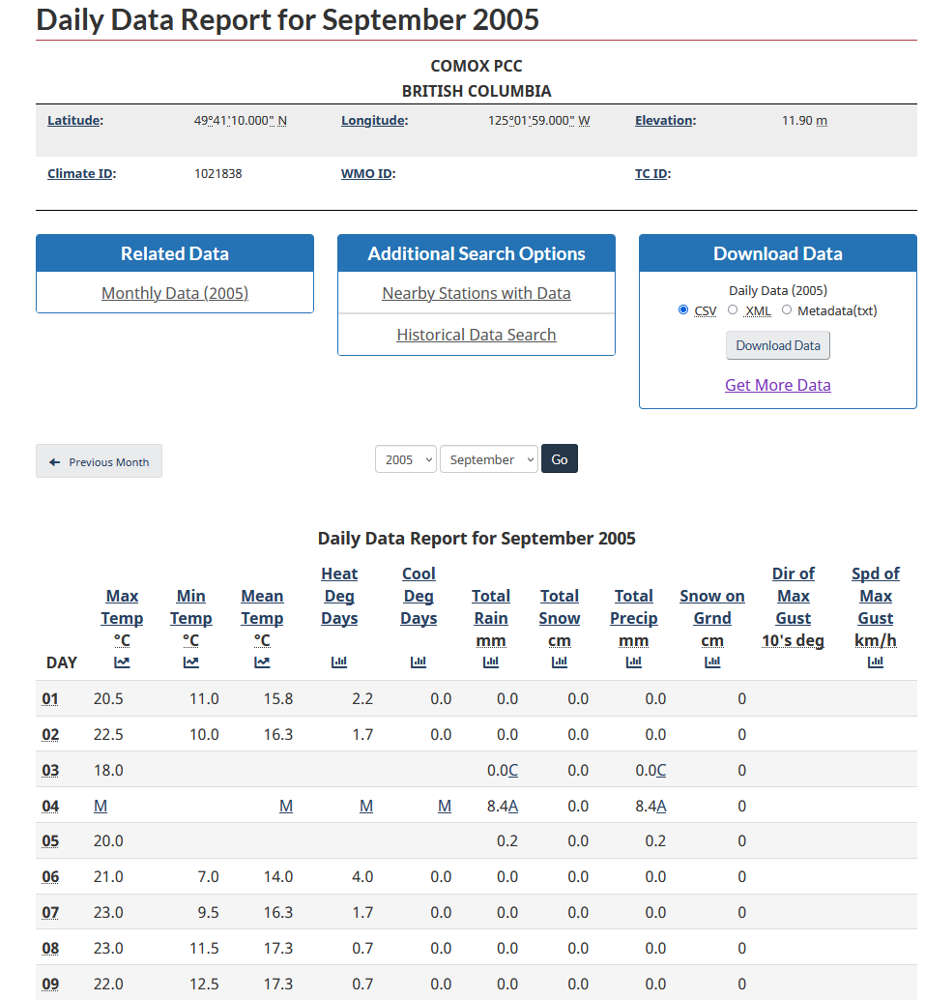 Daily Data Report for September 2005
COMOX PCC
BRITISH COLUMBIA
Latitude: 49°41'10.000" N Longitude: 125°01'59.000" W Elevation: 11.90 m
Climate ID: 1021838 WMO ID: TC ID:
Related Data
Monthly Data (2005)
Additional Search Options
Nearby Stations with Data
Historical Data Search
Download Data
Daily Data (2005)
CSV XML Metadata(txt)
Download Data
Get More Data
Previous Month 2005 September Go
Daily Data Report for September 2005
DAY Max Temp °C Min Temp °C Mean Temp °C Heat Deg Days Cool Deg Days Total Rain mm Total Snow cm Total Precip mm Snow on Grnd cm Dir of Max Gust 10's deg Spd of Max Gust km/h
01 20.5 11.0 15.8 2.2 0.0 0.0 0.0 0.0 0
02 22.5 10.0 16.3 1.7 0.0 0.0 0.0 0.0 0
03 18.0 0.0C 0.0 0.0C 0
04 M M M M 8.4A 0.0 8.4A 0
05 20.0 0.2 0.0 0.2 0
06 21.0 7.0 14.0 4.0 0.0 0.0 0.0 0.0 0
07 23.0 9.5 16.3 1.7 0.0 0.0 0.0 0.0 0
08 23.0 11.5 17.3 0.7 0.0 0.0 0.0 0.0 0
09 22.0 12.5 17.3 0.7 0.0 0.0 0.0 0.0 0